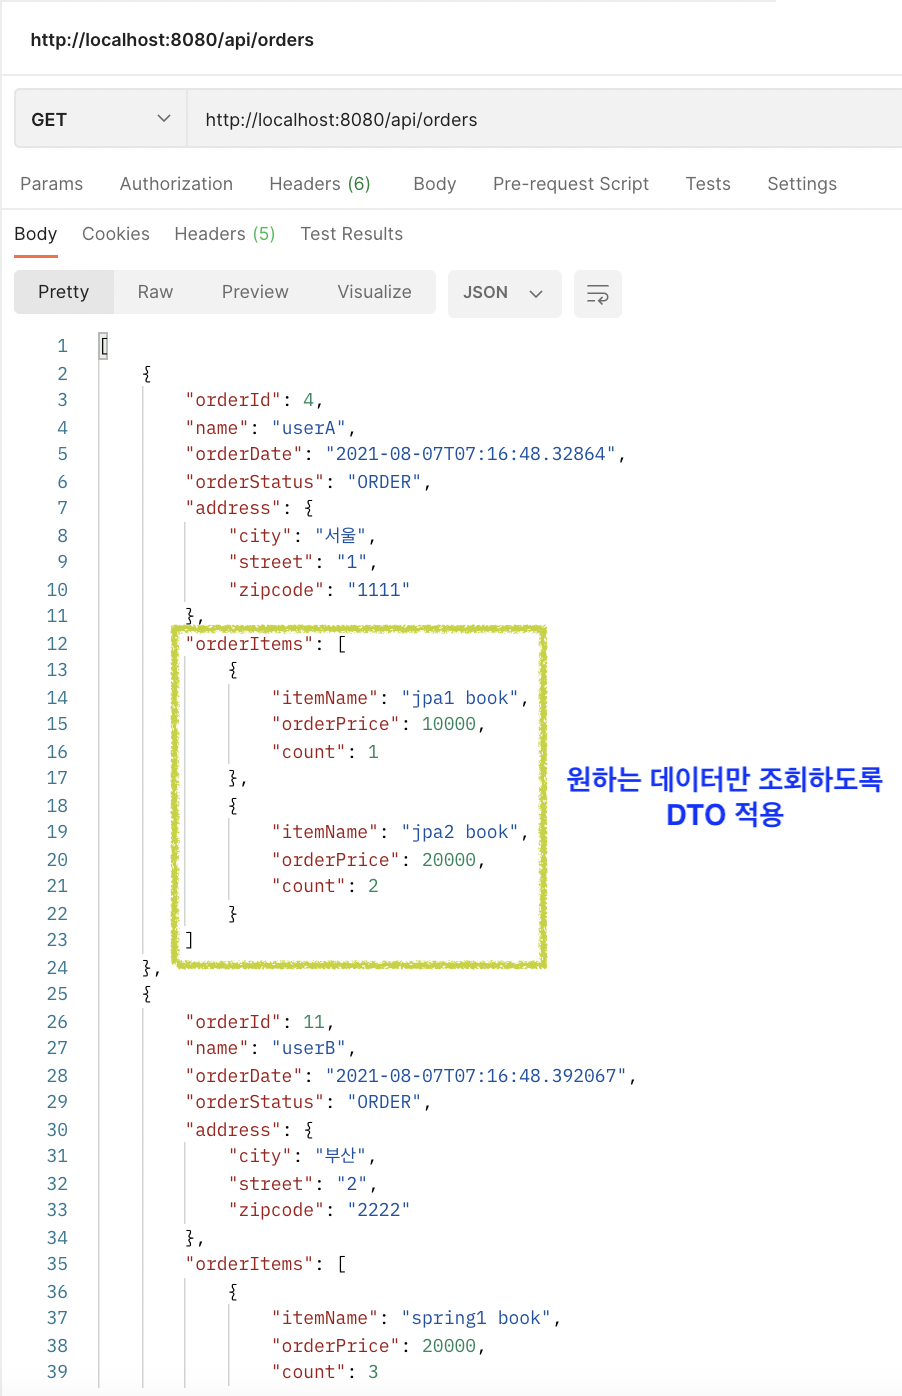 http://localhost:8080/api/orders
GET http://localhost:8080/api/orders
Params Authorization Headers (6) Body Pre-request Script Tests Settings
Body Cookies Headers (5) Test Results
Pretty Raw Preview Visualize JSON
1 [
2 {
3 "orderId": 4,
4 "name": "userA",
5 "orderDate": "2021-08-07T07:16:48.32864",
6 "orderStatus": "ORDER",
7 "address": {
8 "city": "서울",
9 "street": "1",
10 "zipcode": "1111"
11 },
12 "orderItems": [
13 {
14 "itemName": "jpa1 book",
15 "orderPrice": 10000,
16 "count": 1
17 },
18 {
19 "itemName": "jpa2 book",
20 "orderPrice": 20000,
21 "count": 2
22 }
23 ]
24 },
원하는 데이터만 조회하도록
DTO 적용
25 {
26 "orderId": 11,
27 "name": "userB",
28 "orderDate": "2021-08-07T07:16:48.392067",
29 "orderStatus": "ORDER",
30 "address": {
31 "city": "부산",
32 "street": "2",
33 "zipcode": "2222"
34 },
35 "orderItems": [
36 {
37 "itemName": "spring1 book",
38 "orderPrice": 20000,
39 "count": 3